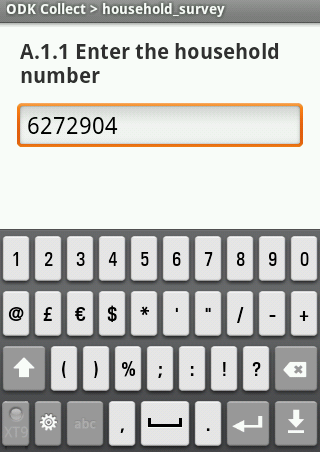 ODK Collect > household_survey
A.1.1 Enter the household
number
6272904
1 2 3 4 5 6 7 8 9 0
@ £ € $ * ' " / - +
( ) % ; : ! ?
XT9 abc , .